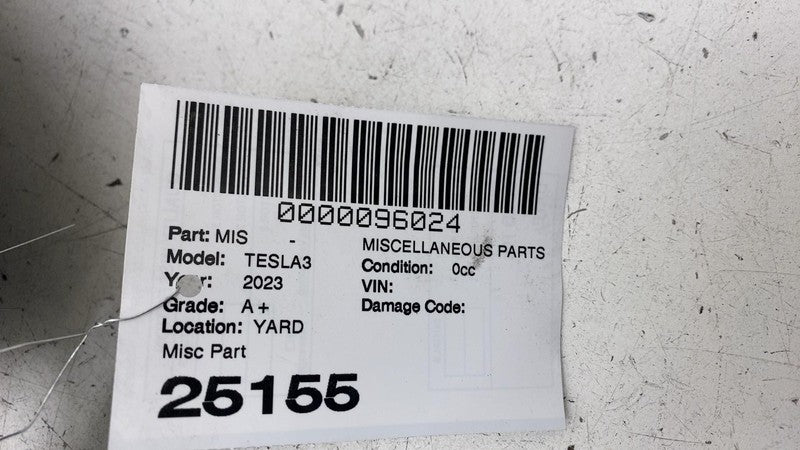 0000096024
Part: MIS - MISCELLANEOUS PARTS
Model: TESLA3 Condition: 0cc
Year: 2023 VIN:
Grade: A+ Damage Code:
Location: YARD
Misc Part
25155